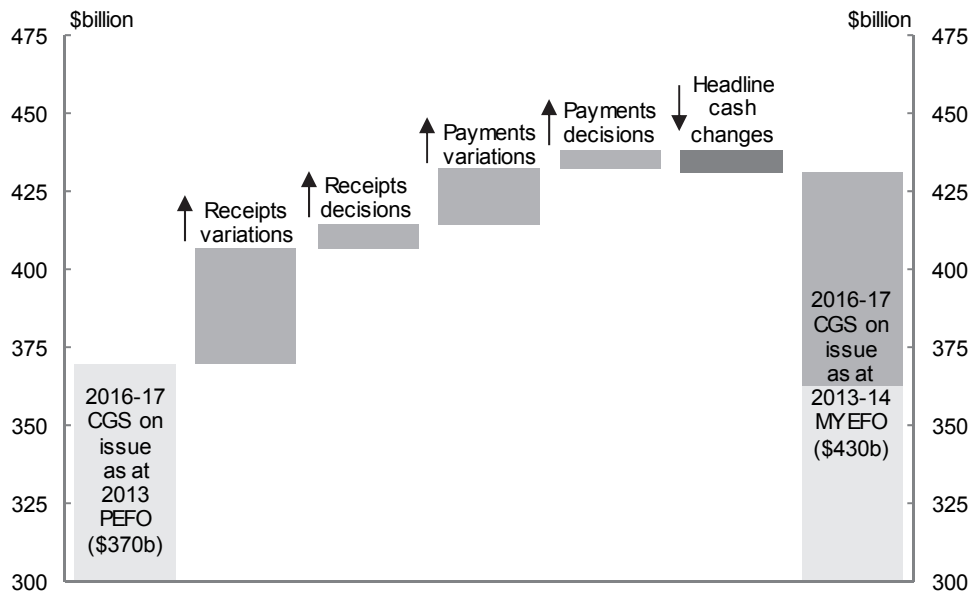 $billion
$billion
475
450
425
400
375
350
325
300
2016-17
CGS on
issue
as at
2013
PEFO
($370b)
Receipts
variations
Receipts
decisions
Payments
variations
Payments
decisions
Headline
cash
changes
2016-17
CGS on
issue
as at
2013-14
MYEFO
($430b)
475
450
425
400
375
350
325
300